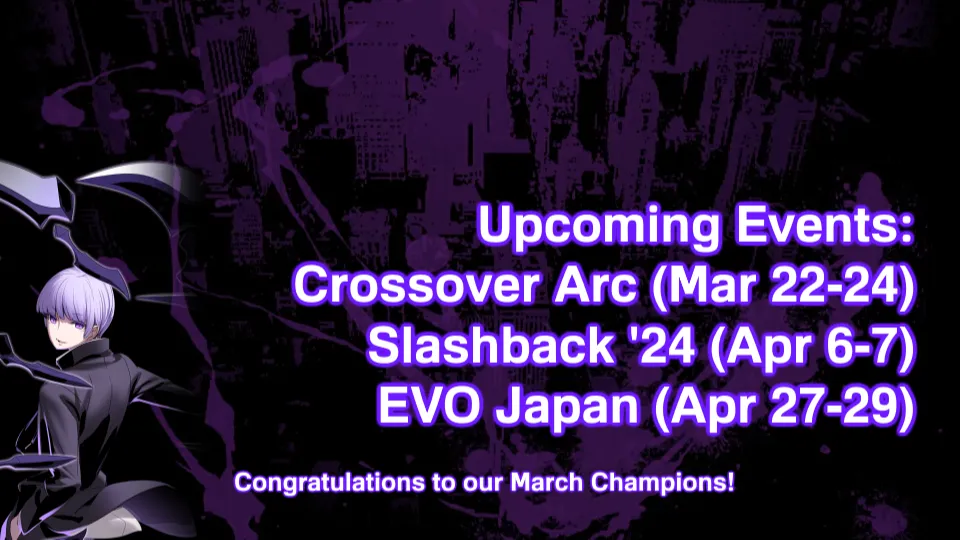 Upcoming Events:
Crossover Arc (Mar 22-24)
Slashback '24 (Apr 6-7)
EVO Japan (Apr 27-29)
Congratulations to our March Champions!